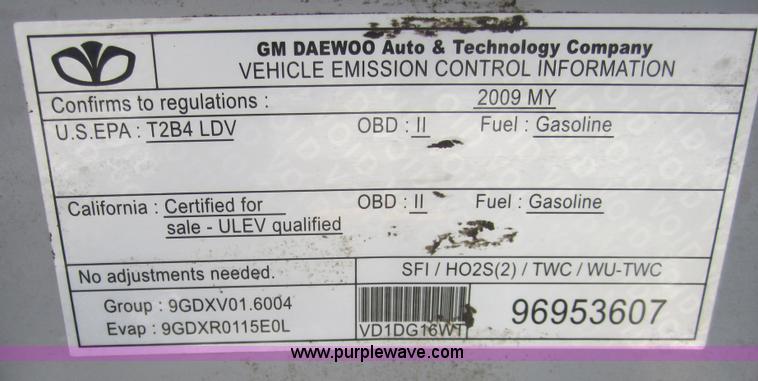 GM DAEWOO Auto & Technology Company
VEHICLE EMISSION CONTROL INFORMATION
Confirms to regulations : 2009 MY
U.S.EPA : T2B4 LDV OBD : II Fuel : Gasoline
California : Certified for OBD : II Fuel : Gasoline
sale - ULEV qualified
No adjustments needed. SFI / HO2S(2) / TWC / WU-TWC
Group : 9GDXV01.6004
Evap : 9GDXR0115E0L VD1DG16WT 96953607
www.purplewave.com